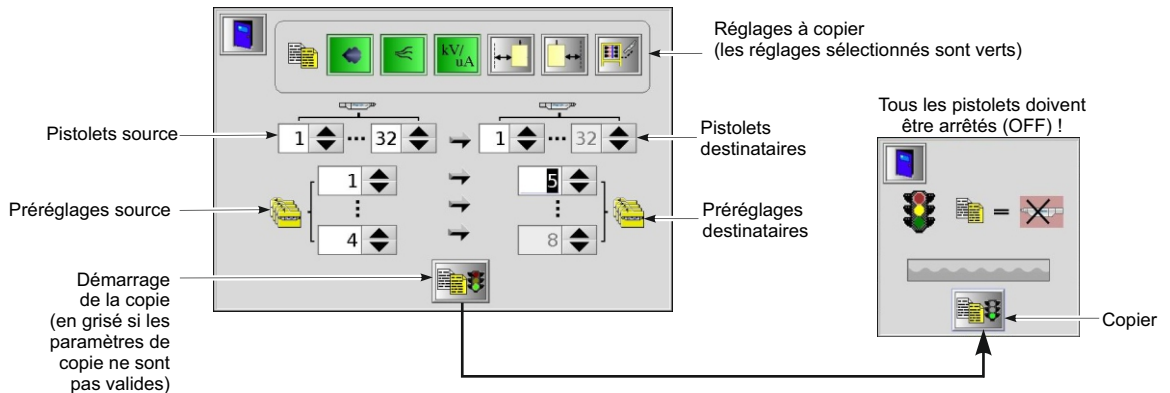 Réglages à copier
(les réglages sélectionnés sont verts)
kV/
uA
Tous les pistolets doivent
être arrêtés (OFF) !
Pistolets source
1 ... 32 1 ... 32
Pistolets
destinataires
Préréglages source
1 5
4 8
Préréglages
destinataires
=
Démarrage
de la copie
(en grisé si les
paramètres de
copie ne sont
pas valides)
Copier